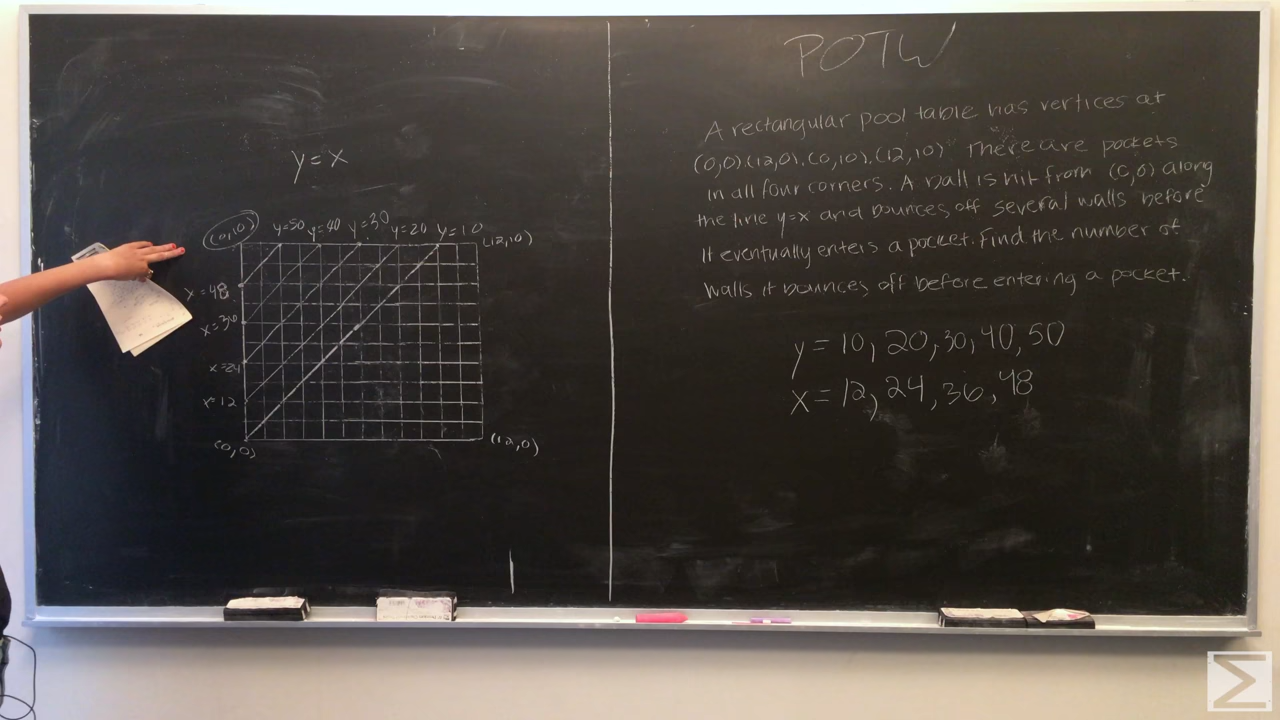 y=x
(0,10) y=50 y=40 y=30 y=20 y=10 (12,10)
x=48
x=36
x=24
x=12
(0,0) (12,0)
POTW
A rectangular pool table has vertices at
(0,0),(12,0),(0,10),(12,10) There are pockets
in all four corners. A ball is hit from (0,0) along
the line y=x and bounces off several walls before
it eventually enters a pocket. Find the number of
walls it bounces off before entering a pocket.
y = 10, 20, 30, 40, 50
x = 12, 24, 36, 48
Σ